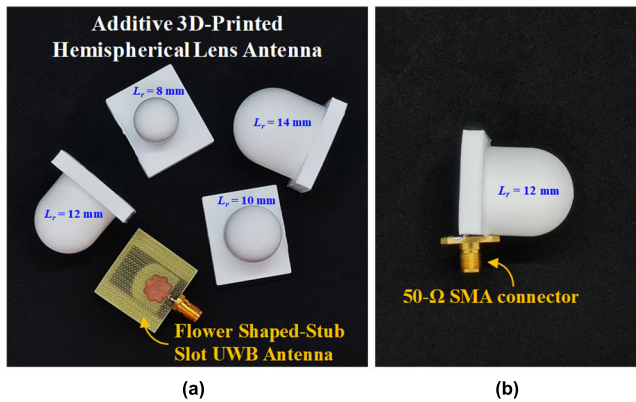 Additive 3D-Printed
Hemispherical Lens Antenna
Lr = 8 mm
Lr = 14 mm
Lr = 12 mm
Lr = 10 mm
Flower Shaped-Stub
Slot UWB Antenna
(a)
Lr = 12 mm
50-Ω SMA connector
(b)